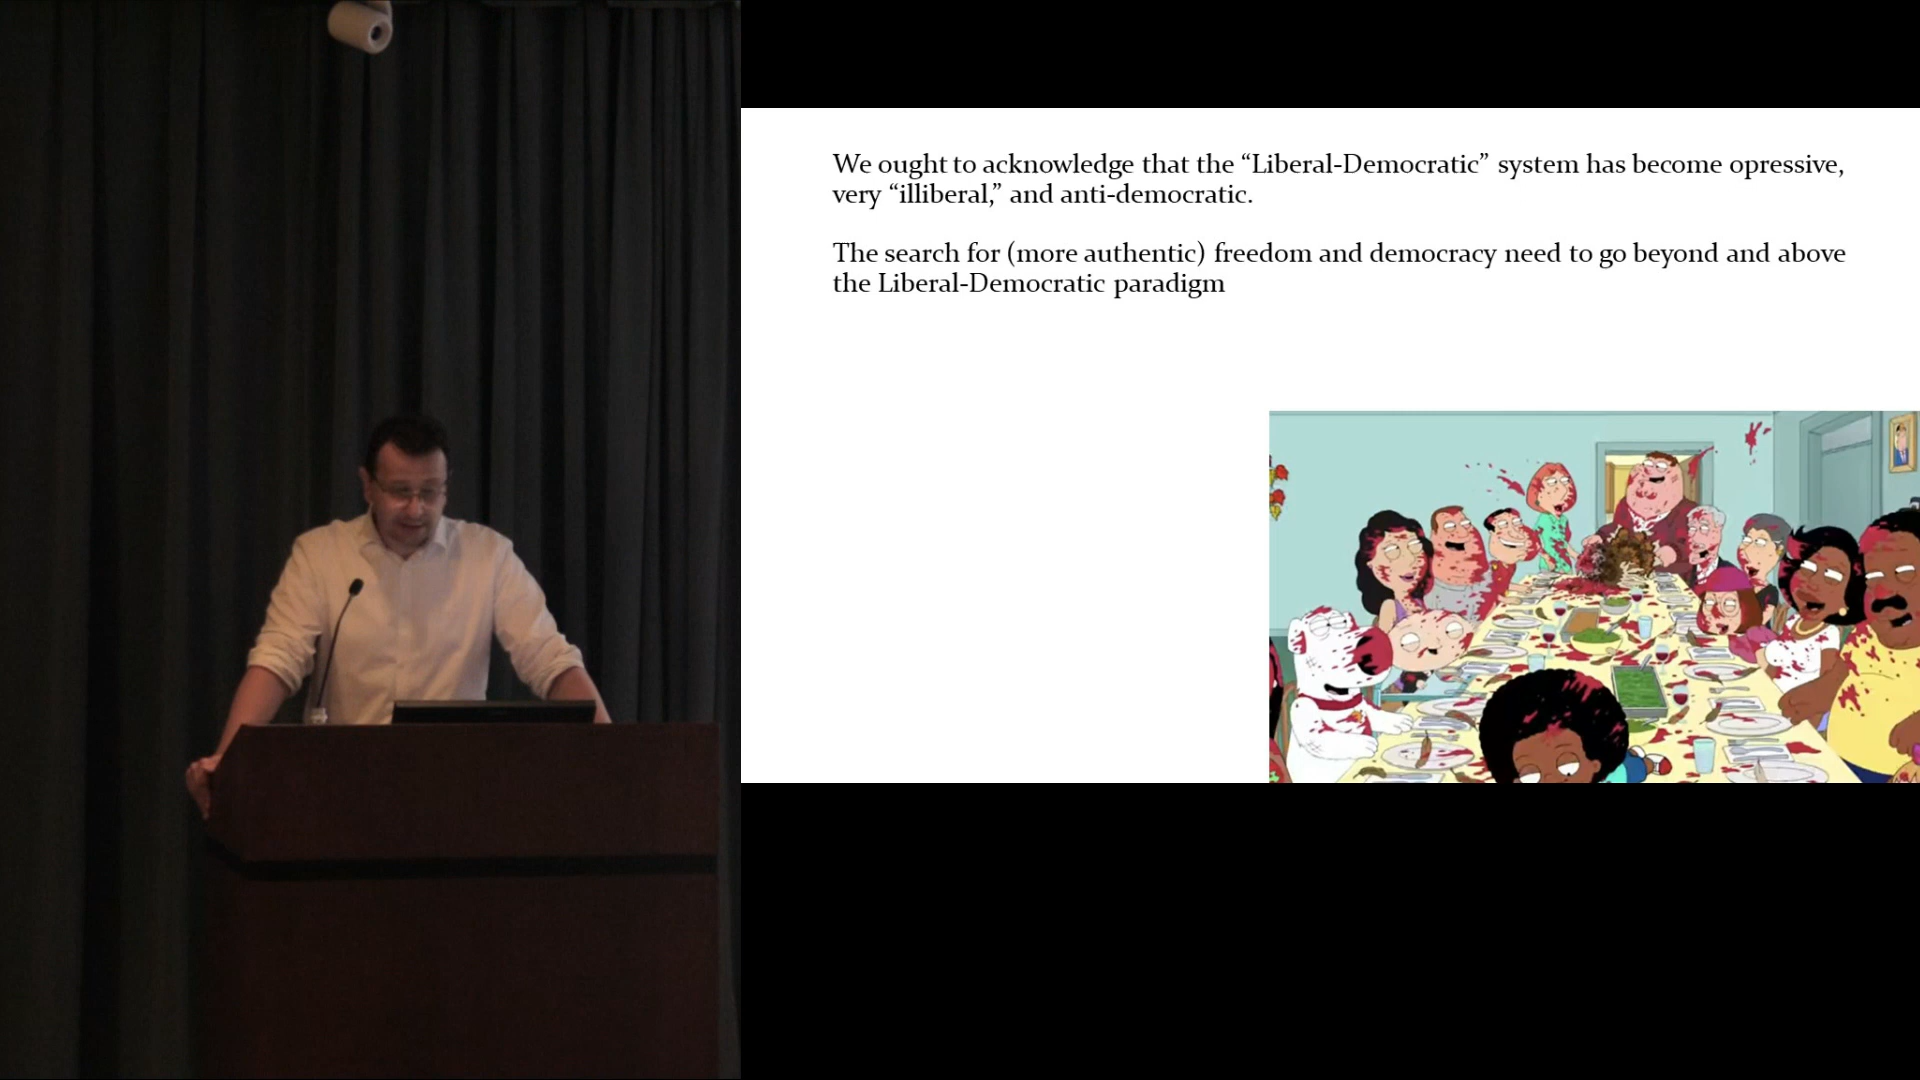 We ought to acknowledge that the “Liberal-Democratic” system has become opressive,
very “illiberal,” and anti-democratic.
The search for (more authentic) freedom and democracy need to go beyond and above
the Liberal-Democratic paradigm